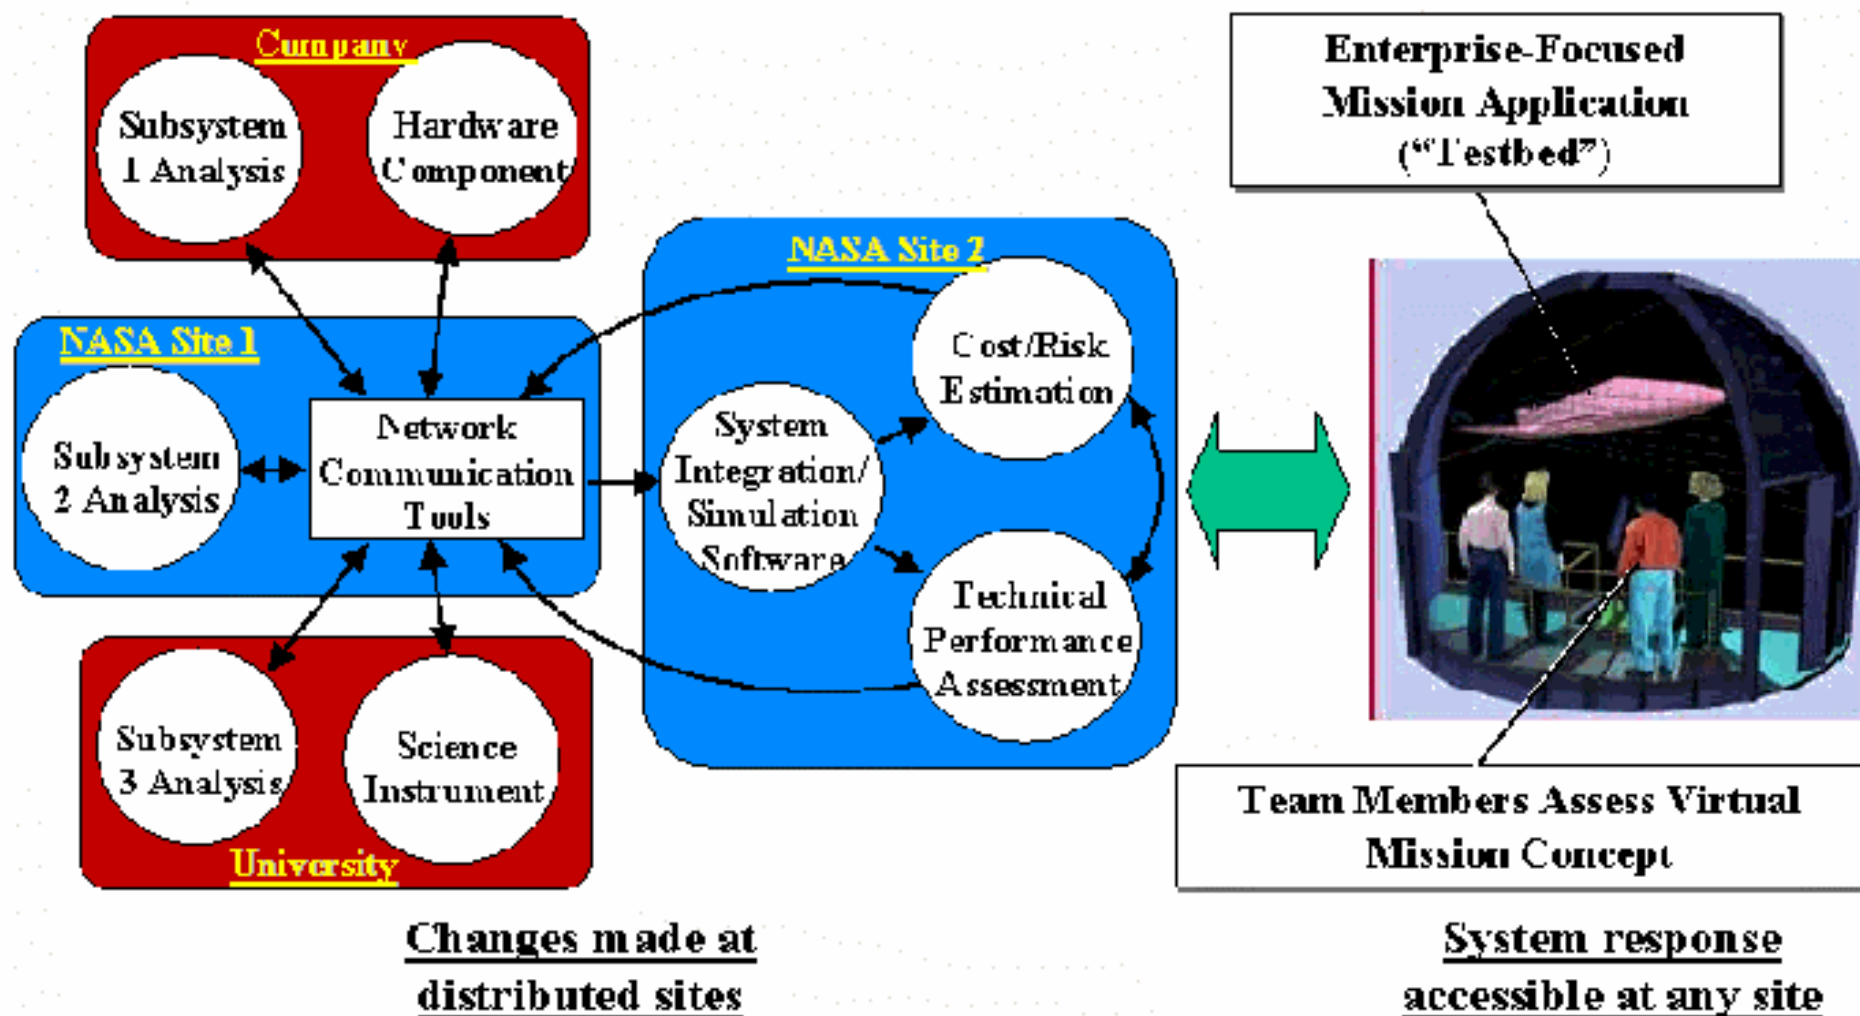 Company
Subsystem
1 Analysis
Hardware
Component
NASA Site 1
Subsystem
2 Analysis
Network
Communication
Tools
Subsystem
3 Analysis
Science
Instrument
University
NASA Site 2
System
Integration/
Simulation
Software
Cost/Risk
Estimation
Technical
Performance
Assessment
Enterprise-Focused
Mission Application
(“Testbed”)
Team Members Assess Virtual
Mission Concept
Changes made at
distributed sites
System response
accessible at any site